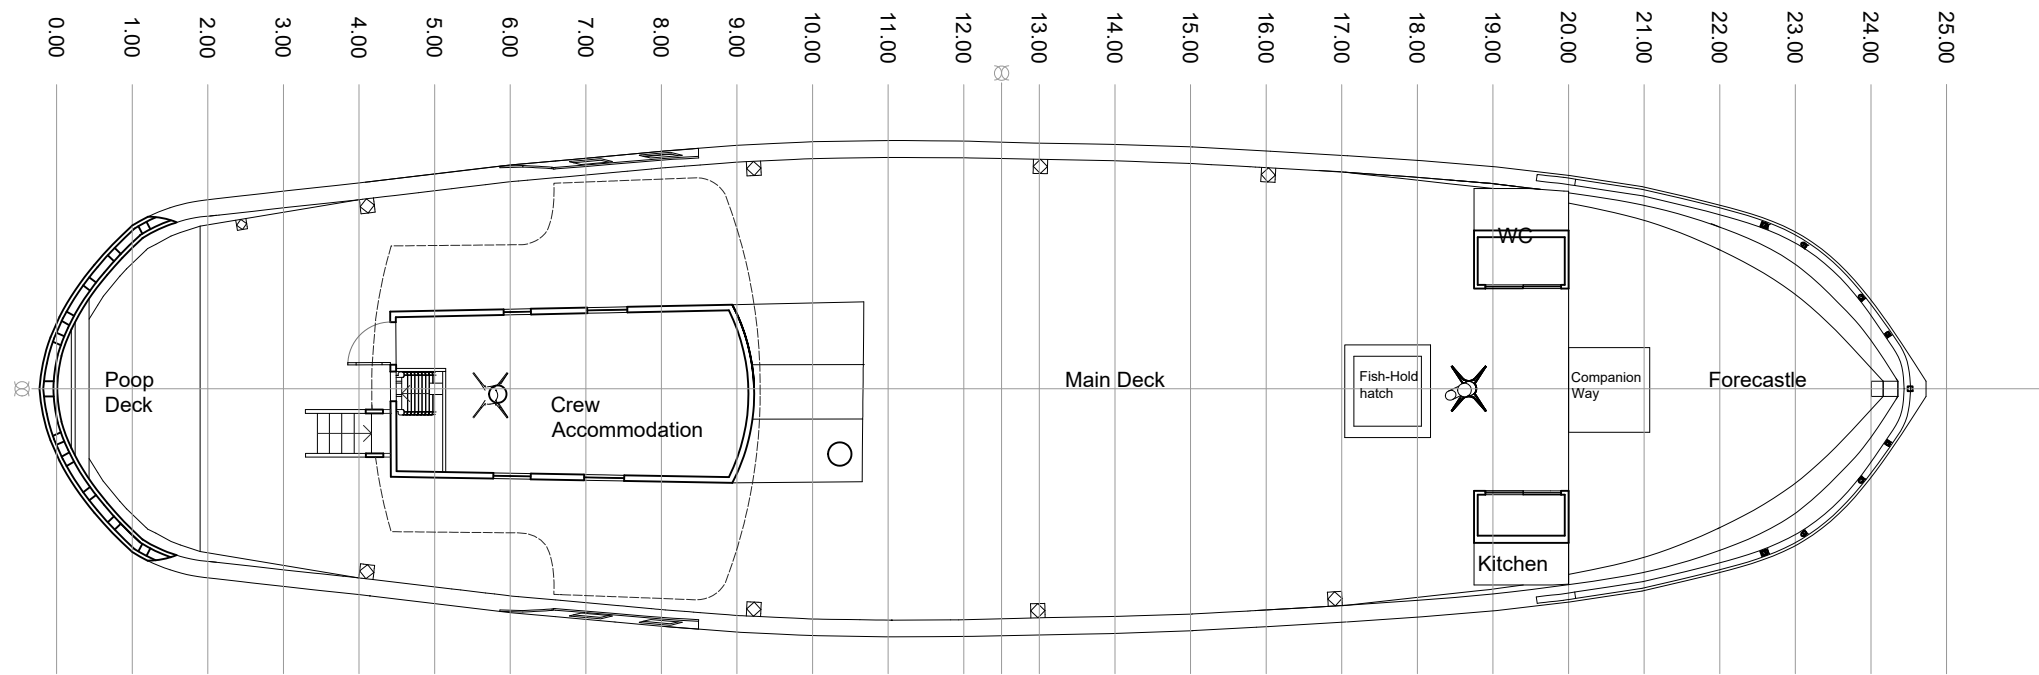 0.00
1.00
2.00
3.00
4.00
5.00
6.00
7.00
8.00
9.00
10.00
11.00
12.00
13.00
14.00
15.00
16.00
17.00
18.00
19.00
20.00
21.00
22.00
23.00
24.00
25.00
WC
Poop
Deck
Crew
Accommodation
Main Deck
Fish-Hold
hatch
Companion
Way
Forecastle
Kitchen